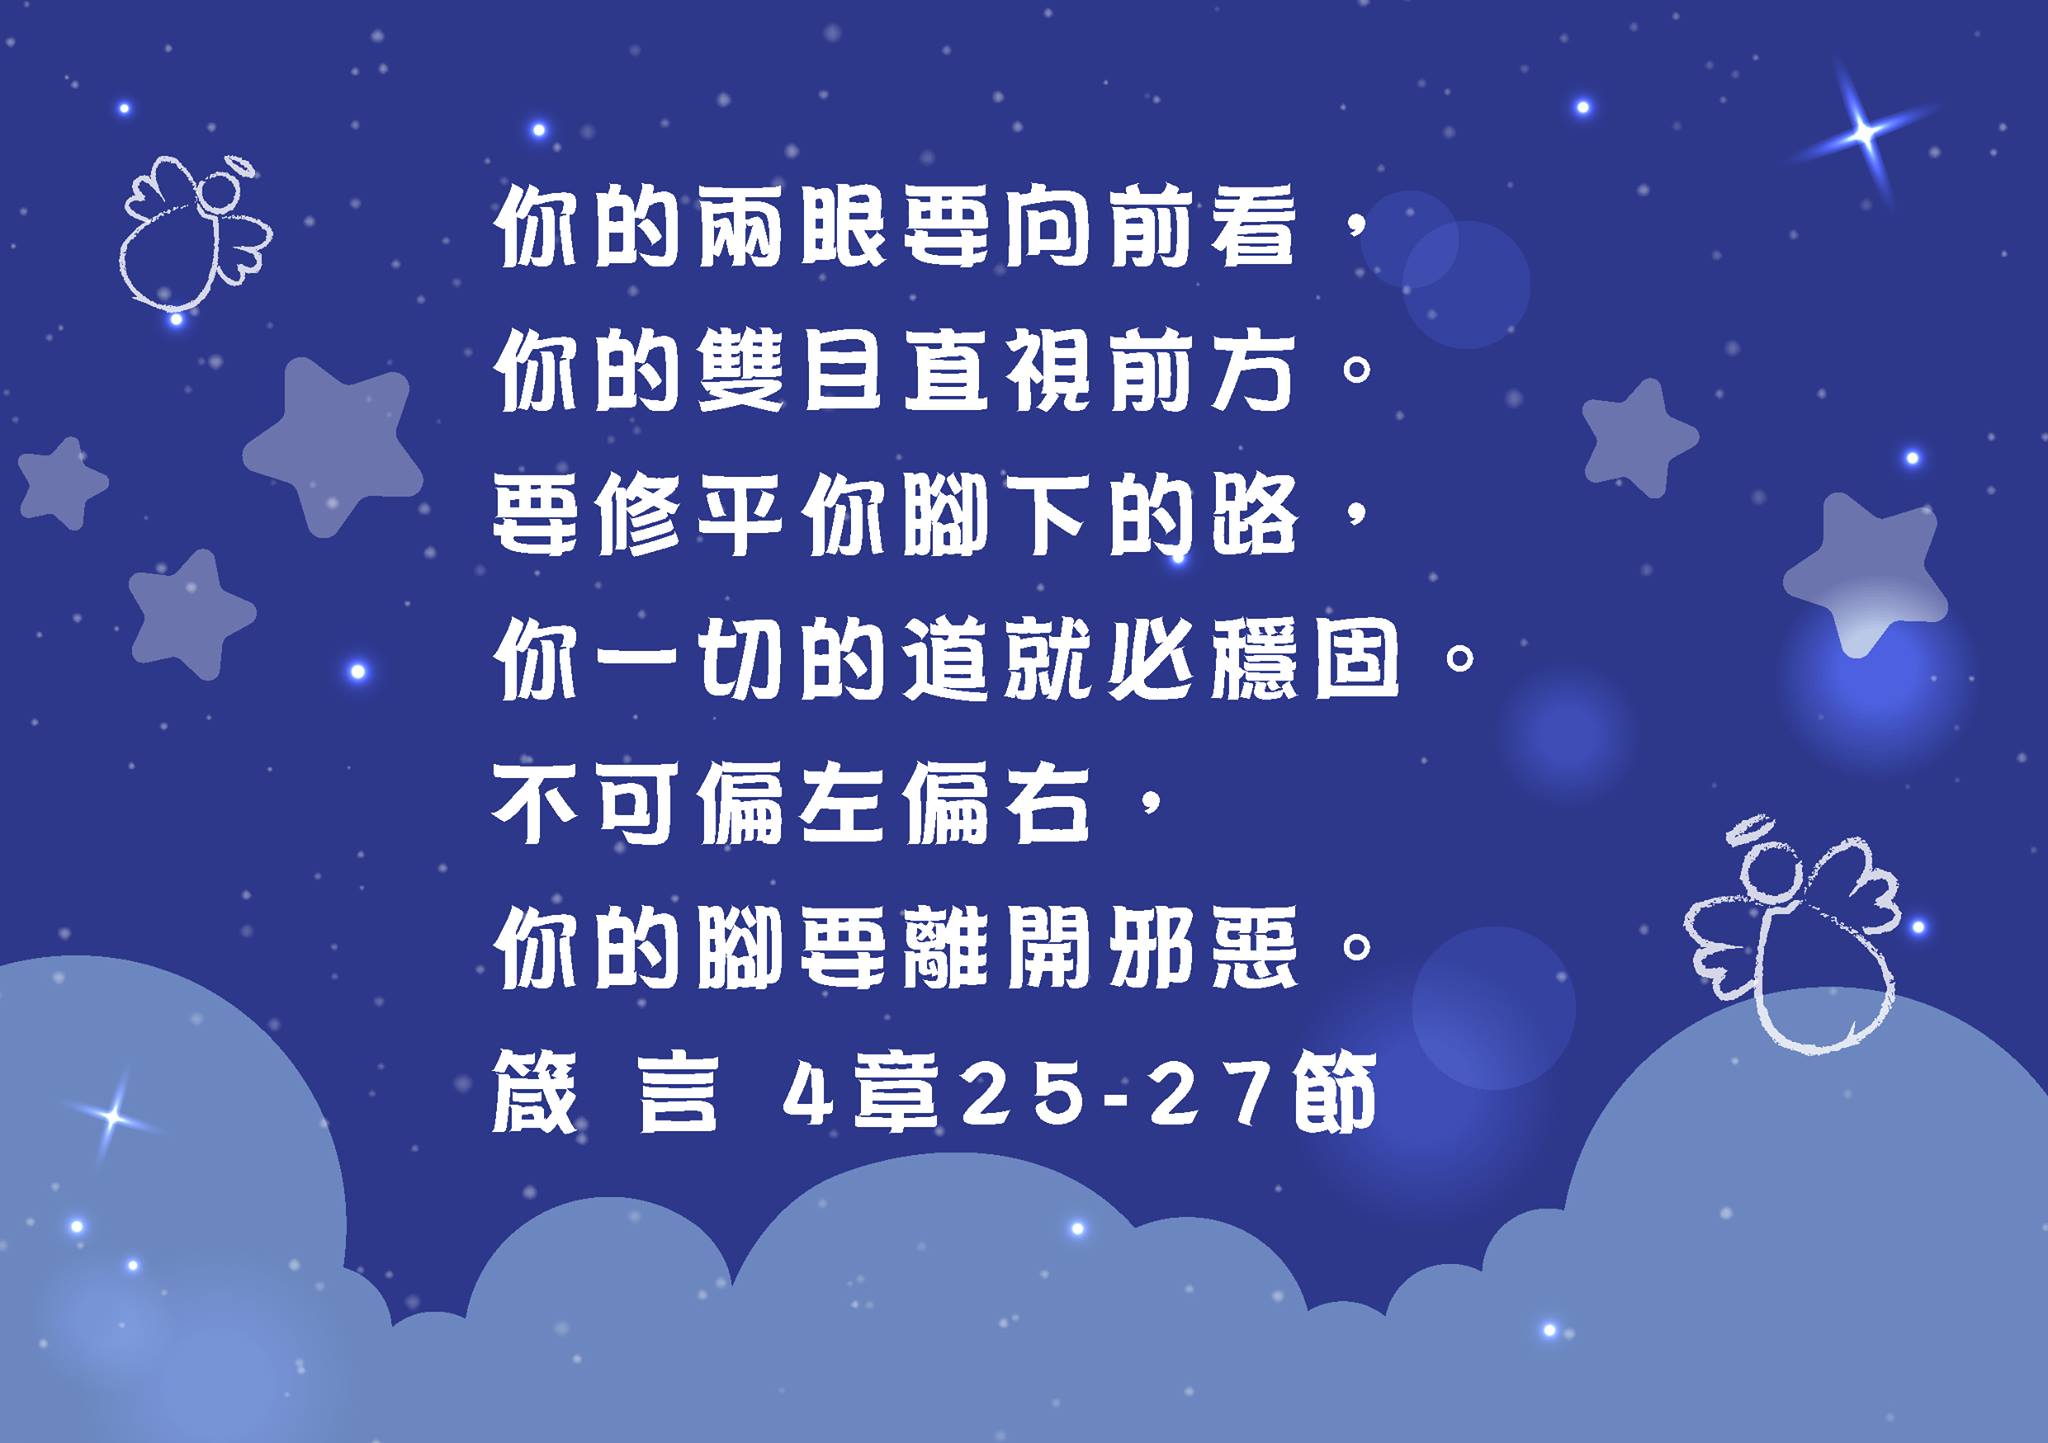 你的兩眼要向前看，
你的雙目直視前方。
要修平你腳下的路，
你一切的道就必穩固。
不可偏左偏右，
你的腳要離開邪惡。
箴 言 4章25-27節